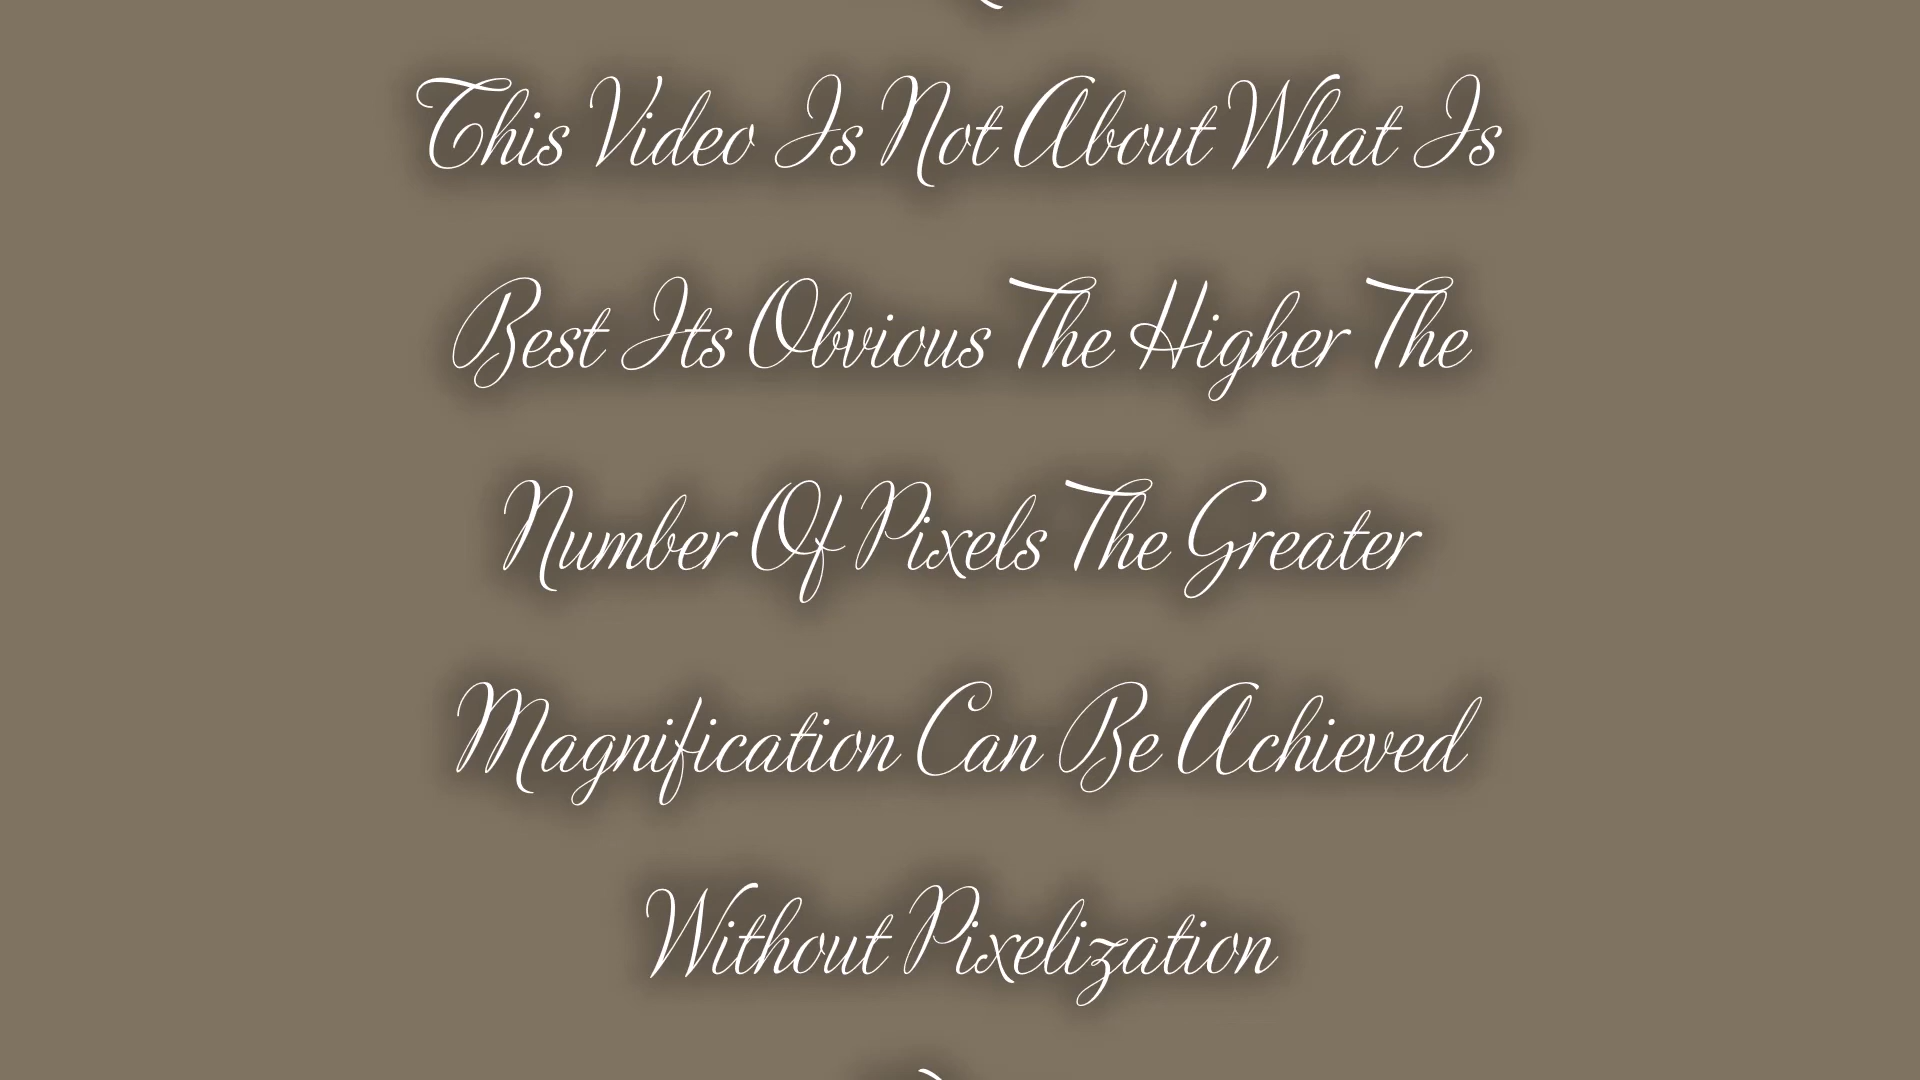 This Video Is Not About What Is
Best Its Obvious The Higher The
Number Of Pixels The Greater
Magnification Can Be Achieved
Without Pixelization